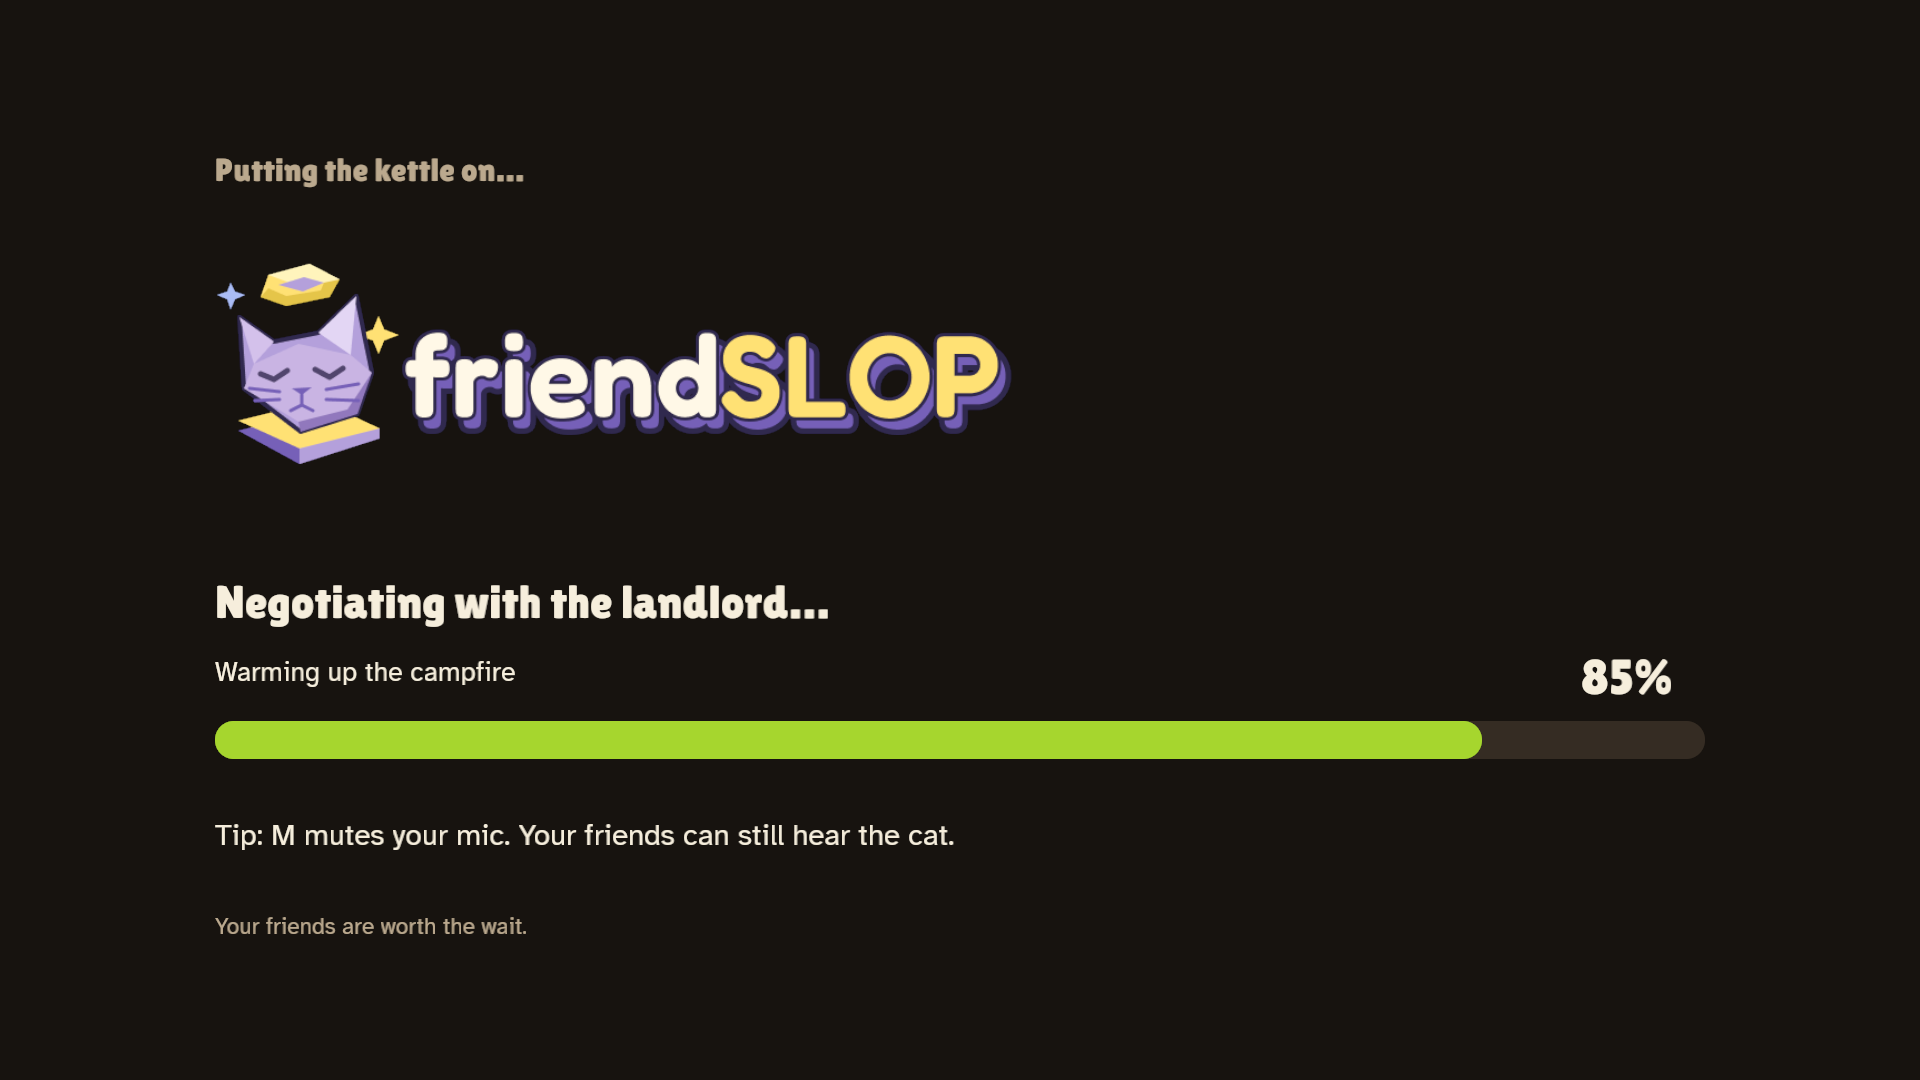 Putting the kettle on...
friendSLOP
Negotiating with the landlord...
Warming up the campfire
85%
Tip: M mutes your mic. Your friends can still hear the cat.
Your friends are worth the wait.